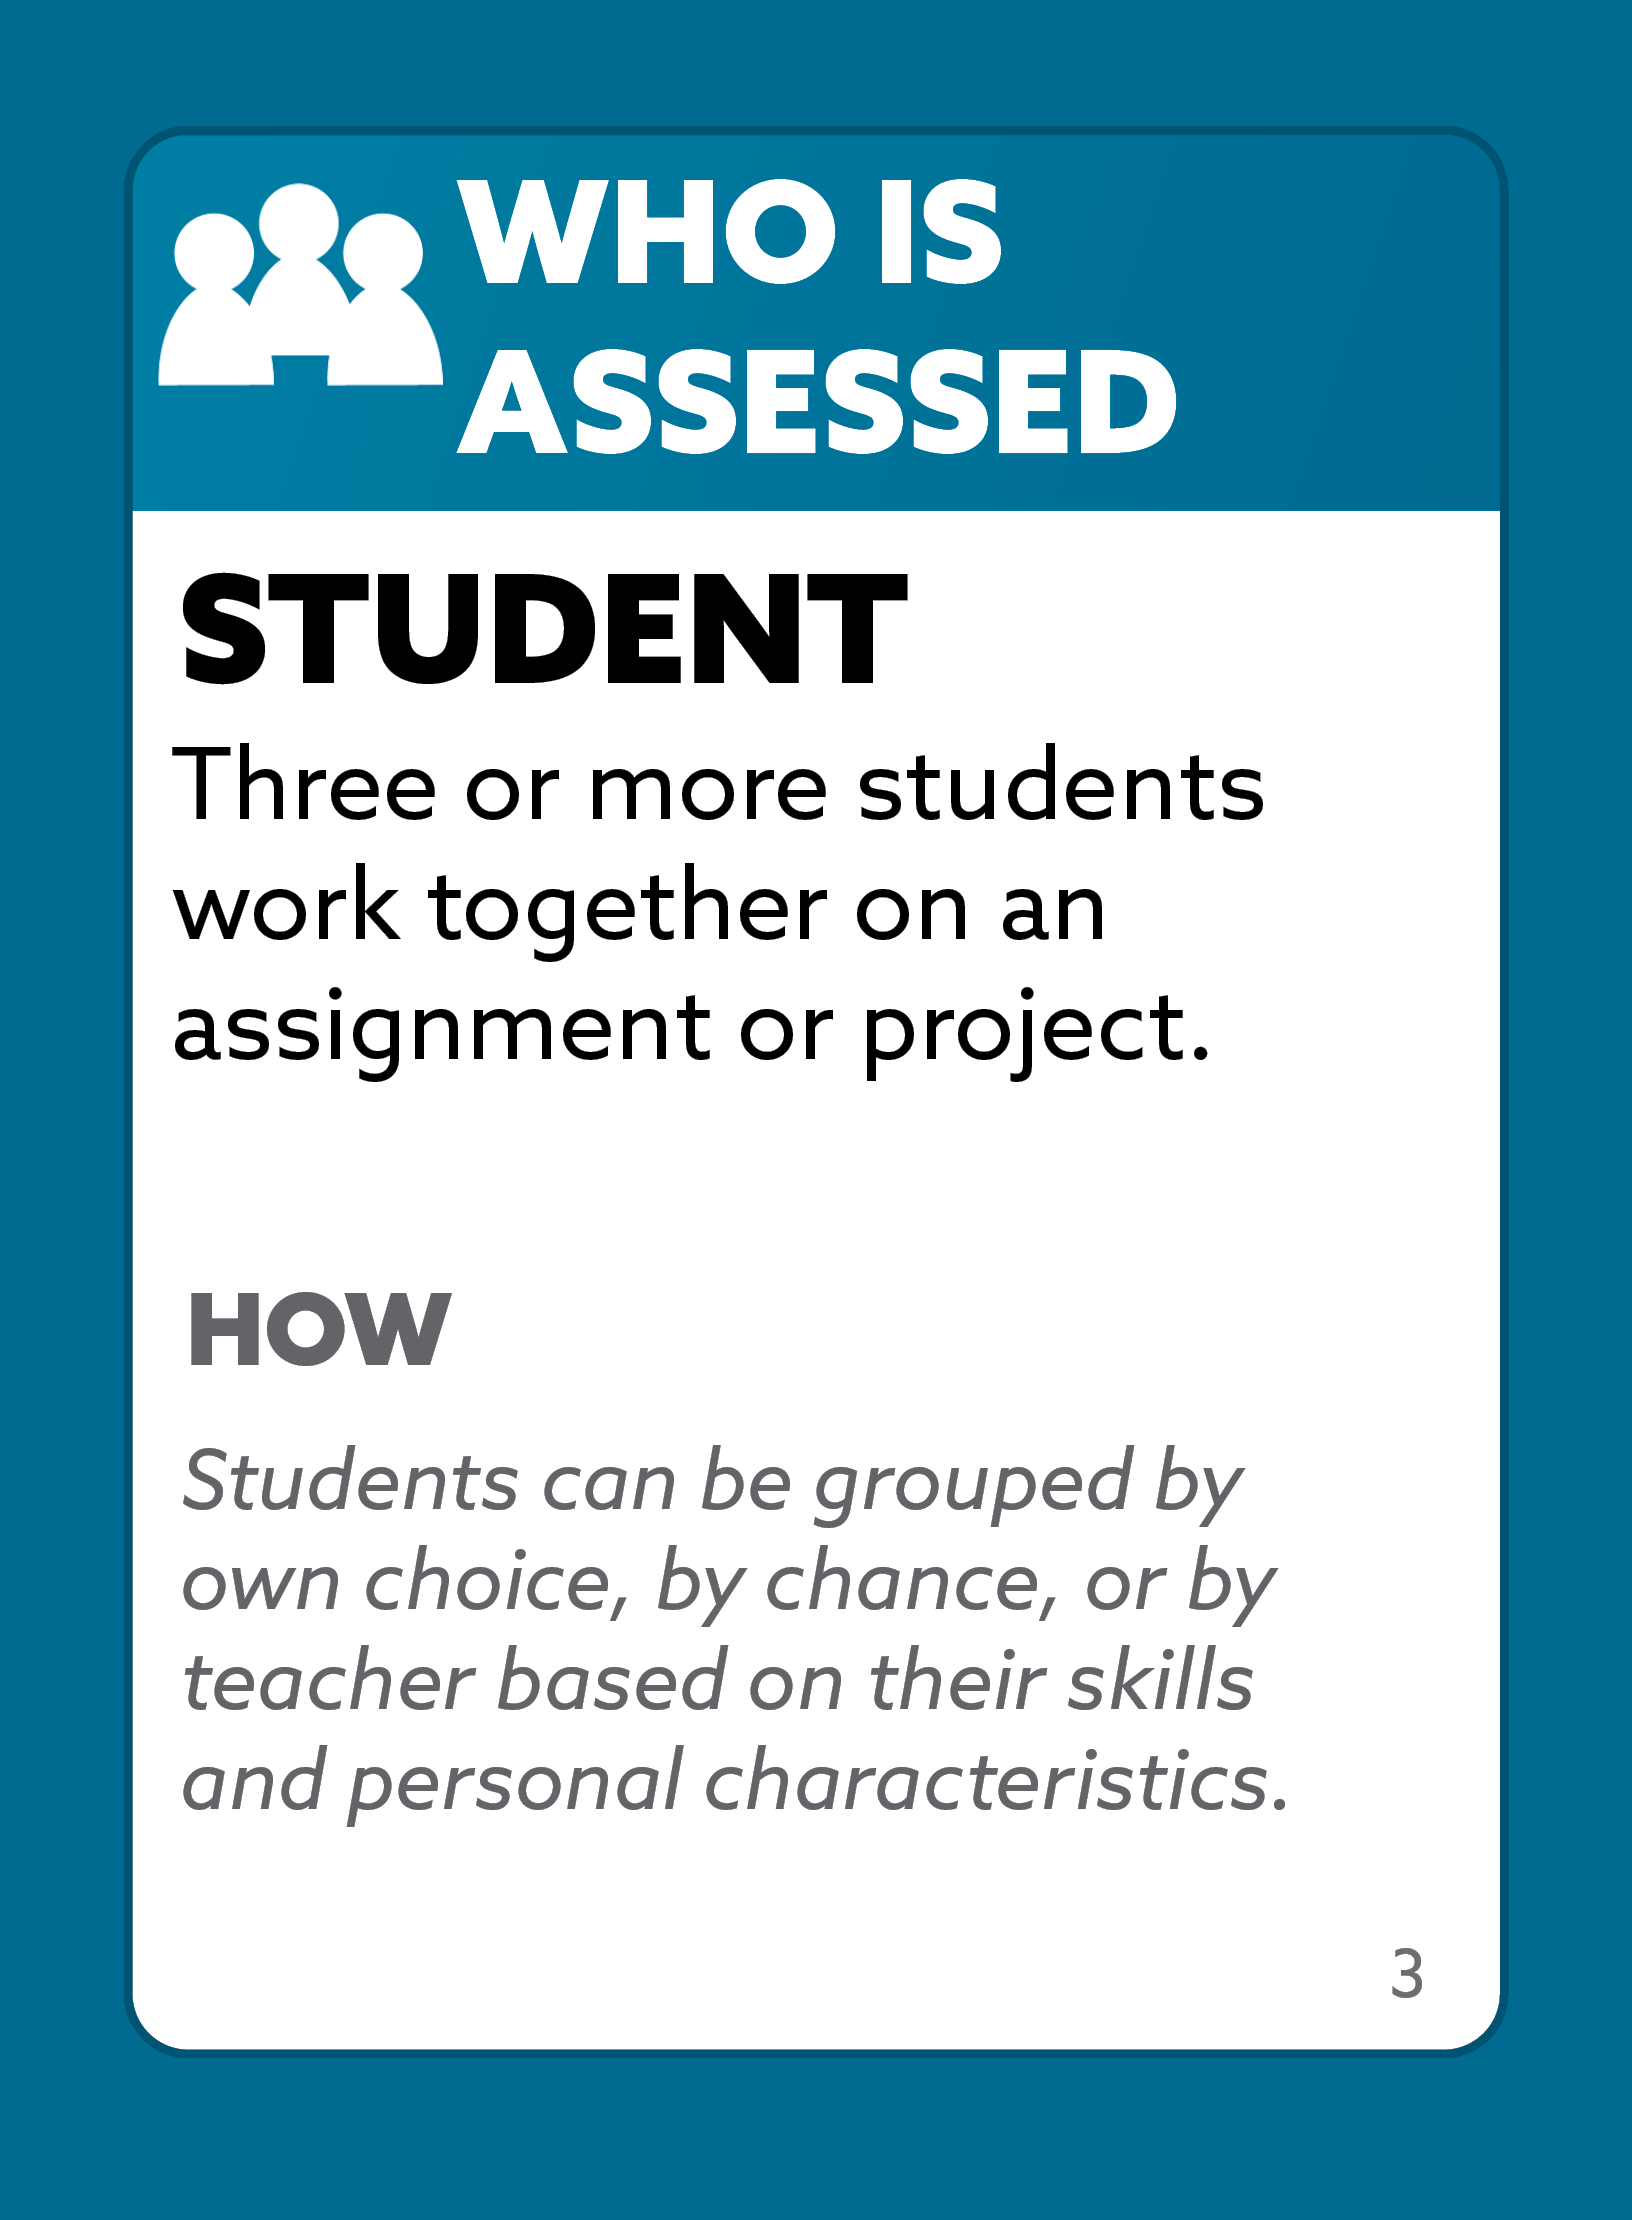 WHO IS
ASSESSED
STUDENT
Three or more students
work together on an
assignment or project.
HOW
Students can be grouped by
own choice, by chance, or by
teacher based on their skills
and personal characteristics.
3